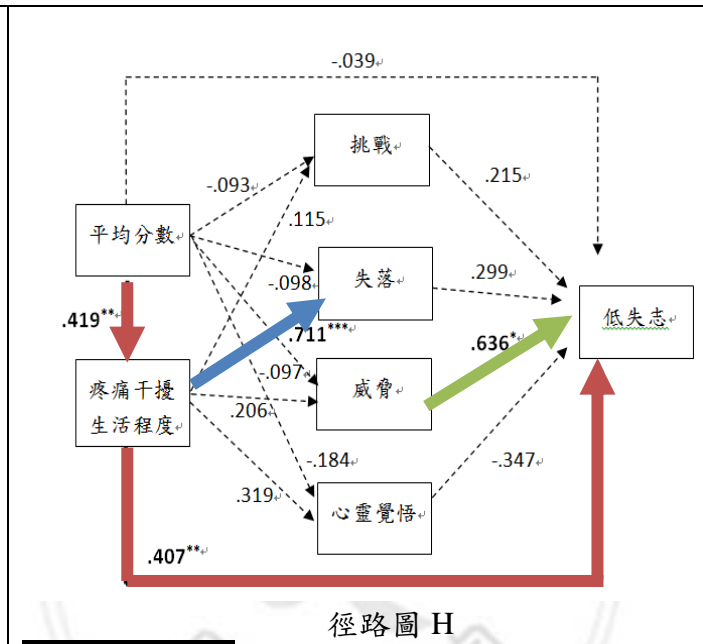 -.039
挑戰
-.093
.215
.115
平均分數
失落
-.098
.299
低失志
.419**
.711***
.636*
-.097
威脅
疼痛干擾
生活程度
.206
-.184
-.347
.319
心靈覺悟
.407**
徑路圖 H